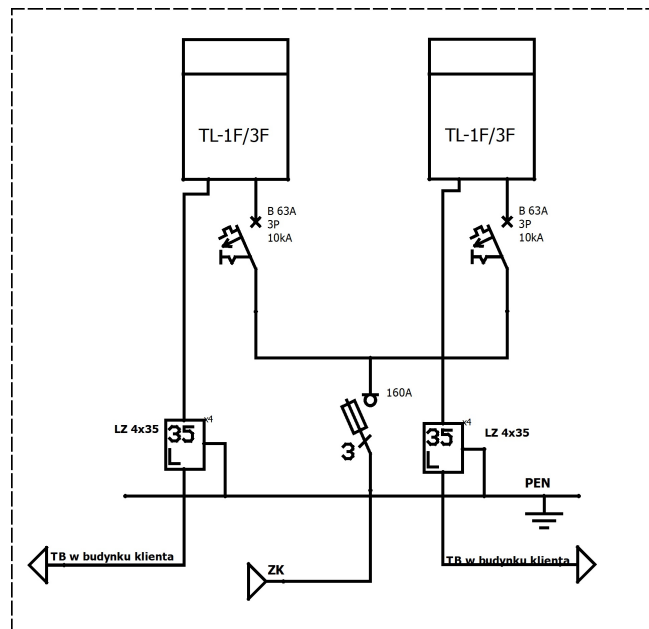 TL-1F/3F
TL-1F/3F
B 63A
3P
10kA
B 63A
3P
10kA
160A
x4
LZ 4x35
35
L
3
x4
35
L
LZ 4x35
PEN
TB w budynku klienta
ZK
TB w budynku klienta